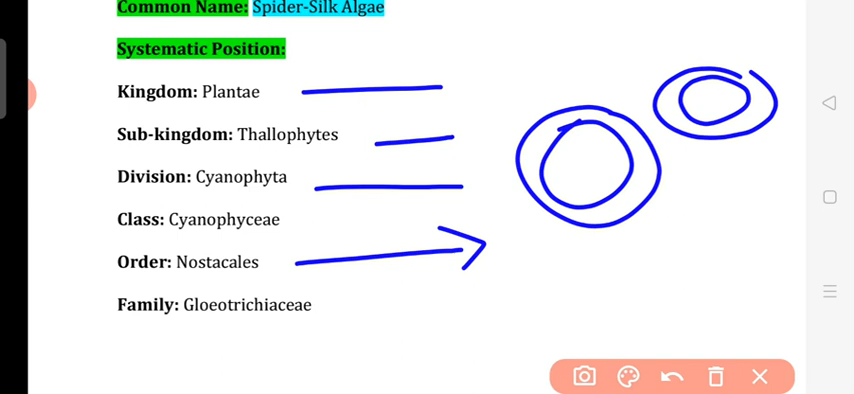 Common Name: Spider-Silk Algae
Systematic Position:
Kingdom: Plantae
Sub-kingdom: Thallophytes
Division: Cyanophyta
Class: Cyanophyceae
Order: Nostacales
Family: Gloeotrichiaceae